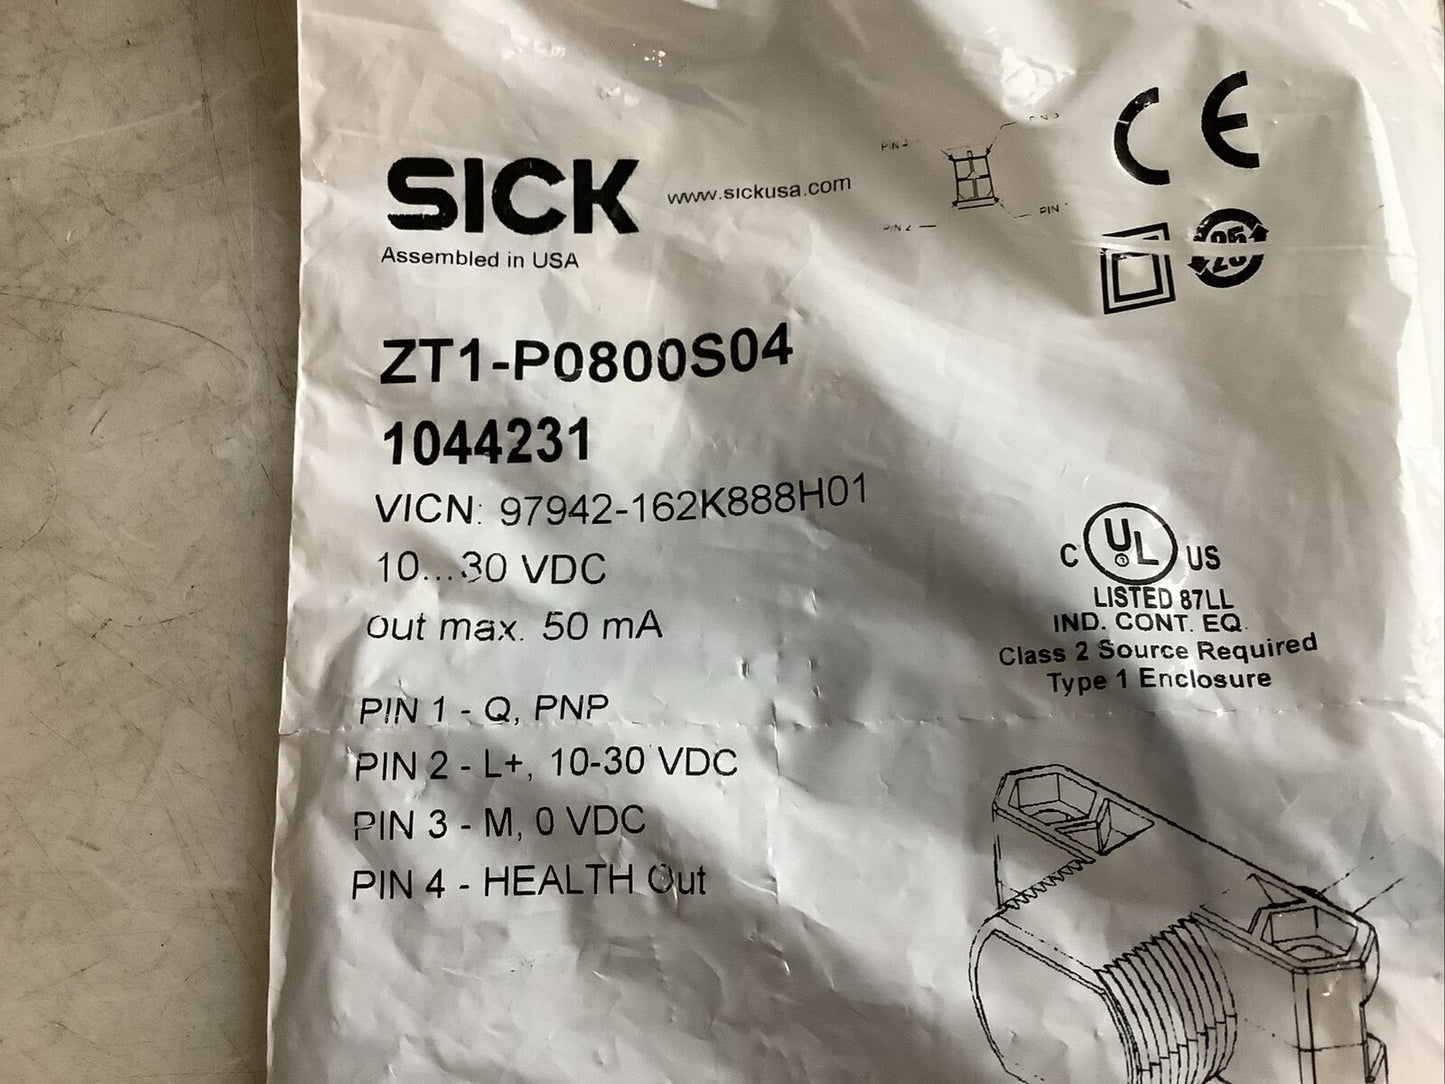 SICK www.sickusa.com
Assembled in USA
PIN
CE
25
ZT1-P0800S04
1044231
VICN: 97942-162K888H01
10...30 VDC
out max. 50 mA
C UL US
LISTED 87LL
IND. CONT. EQ.
Class 2 Source Required
Type 1 Enclosure
PIN 1 - Q, PNP
PIN 2 - L+, 10-30 VDC
PIN 3 - M, 0 VDC
PIN 4 - HEALTH Out